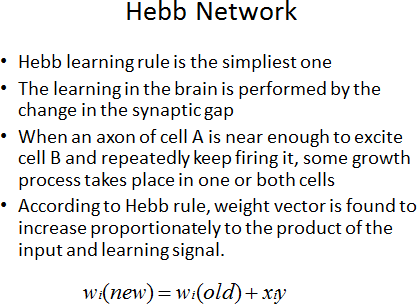 Hebb Network
• Hebb learning rule is the simpliest one
• The learning in the brain is performed by the
change in the synaptic gap
• When an axon of cell A is near enough to excite
cell B and repeatedly keep firing it, some growth
process takes place in one or both cells
• According to Hebb rule, weight vector is found to
increase proportionately to the product of the
input and learning signal.
wi(new) = wi(old) + xiy